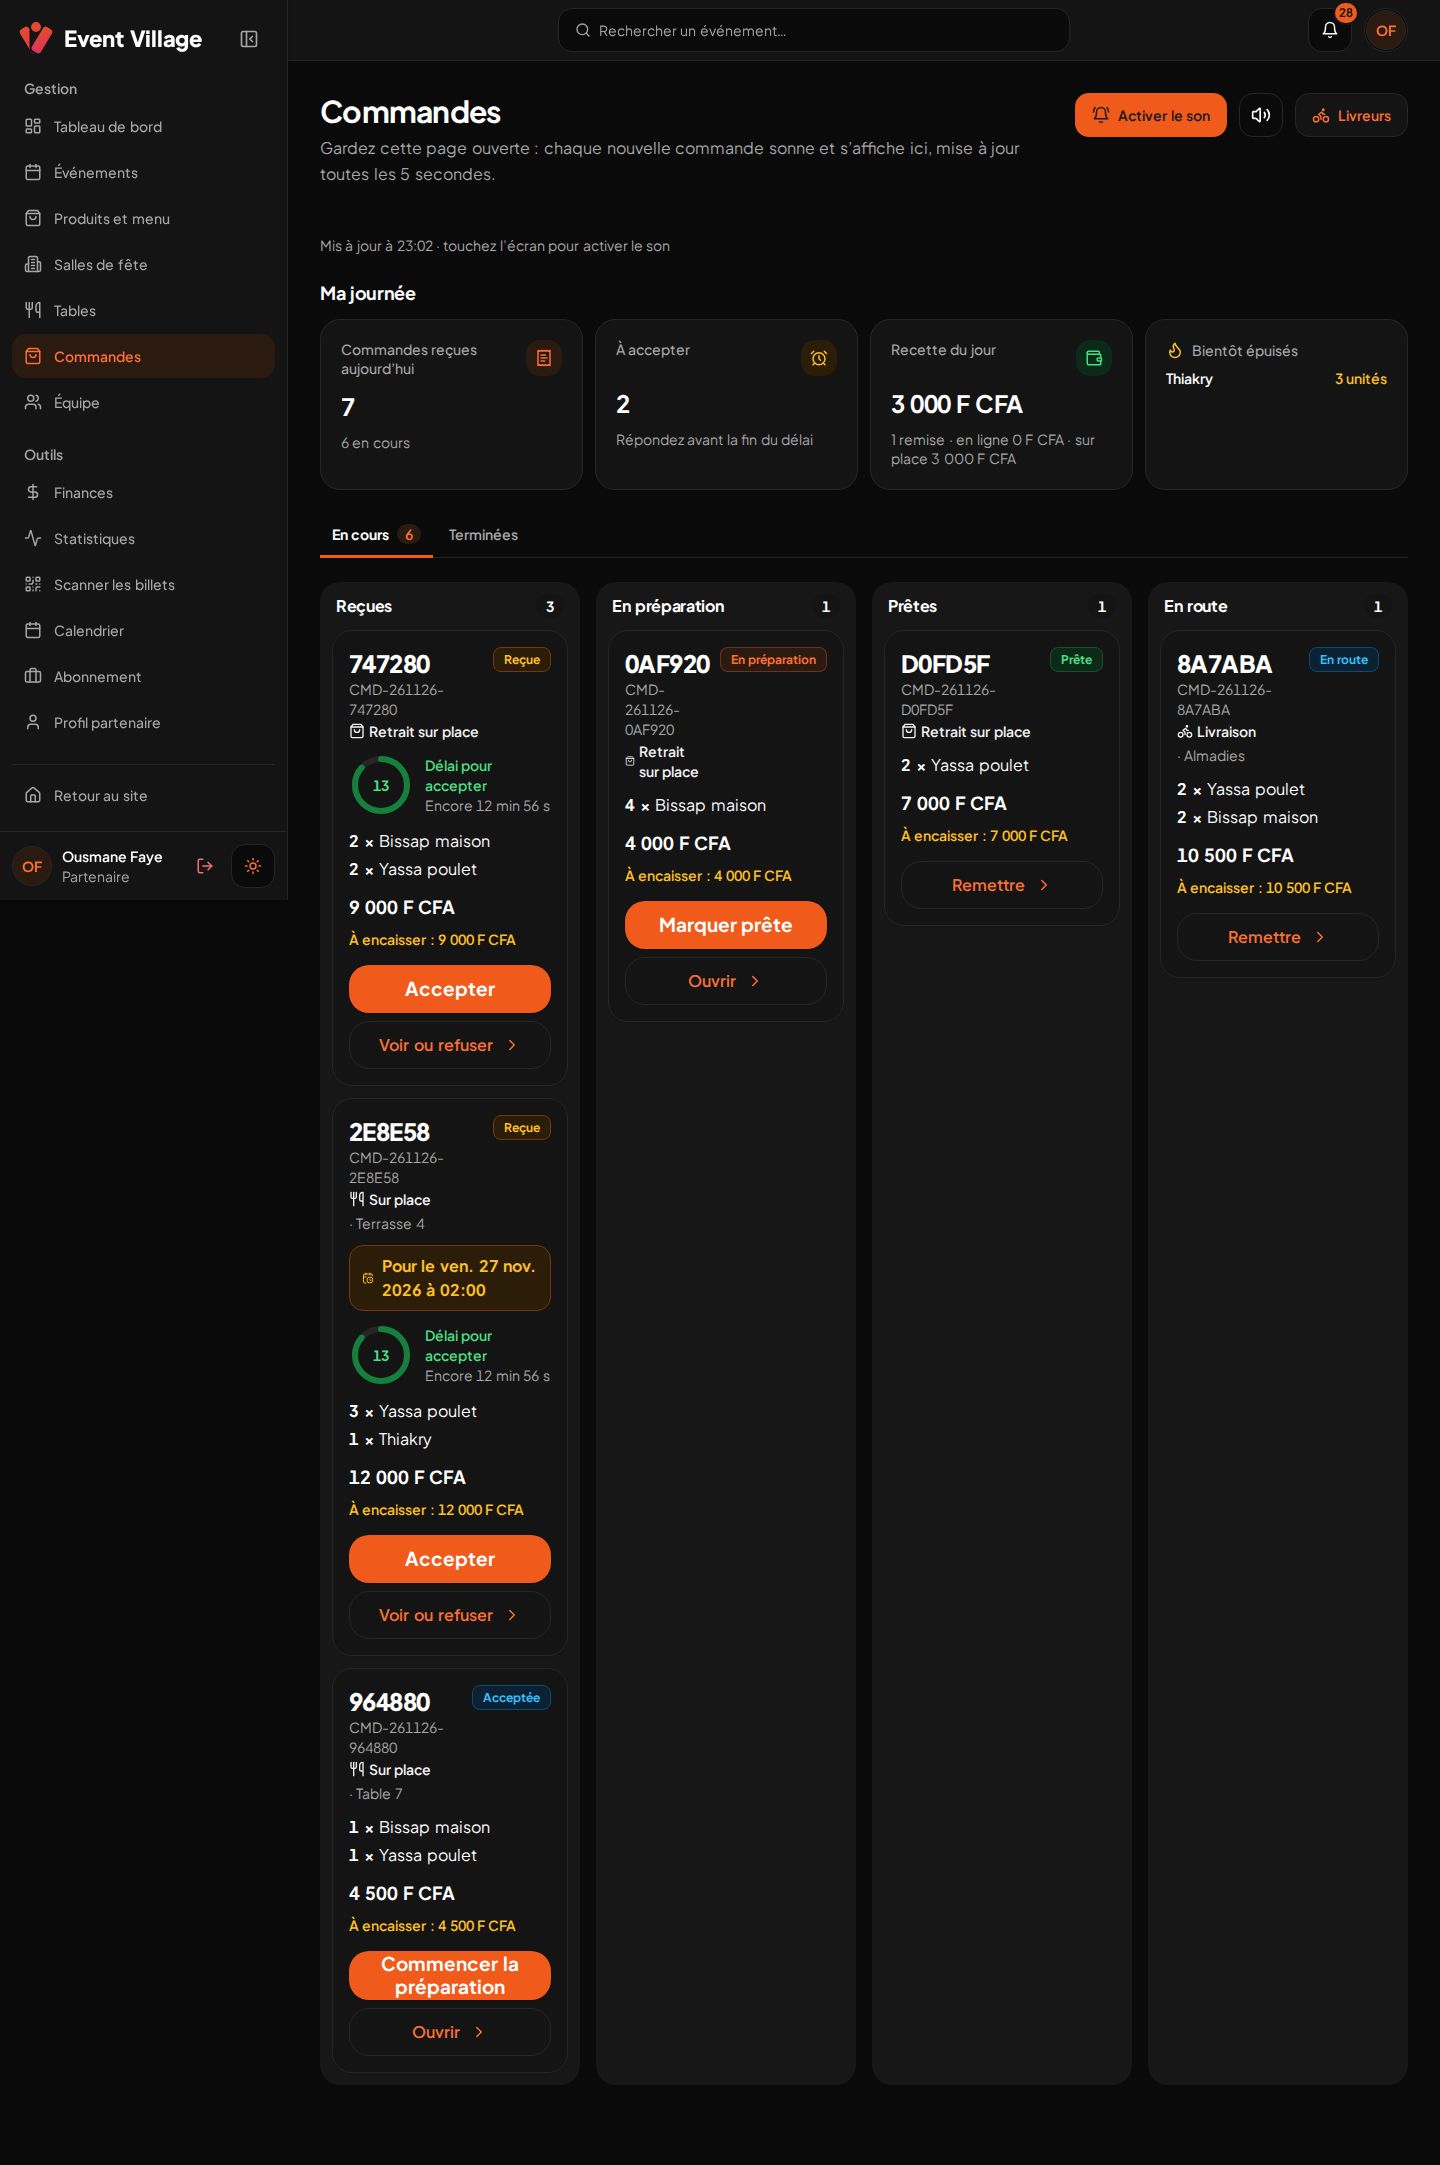 Event Village
Gestion
Tableau de bord
Événements
Produits et menu
Salles de fête
Tables
Commandes
Équipe
Outils
Finances
Statistiques
Scanner les billets
Calendrier
Abonnement
Profil partenaire
Retour au site
OF
Ousmane Faye
Partenaire
Rechercher un événement...
28
OF
Commandes
Gardez cette page ouverte : chaque nouvelle commande sonne et s’affiche ici, mise à jour
toutes les 5 secondes.
Activer le son
Livreurs
Mis à jour à 23:02 · touchez l’écran pour activer le son
Ma journée
Commandes reçues
aujourd’hui
7
6 en cours
À accepter
2
Répondez avant la fin du délai
Recette du jour
3 000 F CFA
1 remise · en ligne 0 F CFA · sur
place 3 000 F CFA
Bientôt épuisés
Thiakry 3 unités
En cours 6
Terminées
Reçues 3
747280 Reçue
CMD-261126-
747280
Retrait sur place
13
Délai pour
accepter
Encore 12 min 56 s
2 × Bissap maison
2 × Yassa poulet
9 000 F CFA
À encaisser : 9 000 F CFA
Accepter
Voir ou refuser
2E8E58 Reçue
CMD-261126-
2E8E58
Sur place
· Terrasse 4
Pour le ven. 27 nov.
2026 à 02:00
13
Délai pour
accepter
Encore 12 min 56 s
3 × Yassa poulet
1 × Thiakry
12 000 F CFA
À encaisser : 12 000 F CFA
Accepter
Voir ou refuser
964880 Acceptée
CMD-261126-
964880
Sur place
· Table 7
1 × Bissap maison
1 × Yassa poulet
4 500 F CFA
À encaisser : 4 500 F CFA
Commencer la
préparation
Ouvrir
En préparation 1
0AF920 En préparation
CMD-
261126-
0AF920
Retrait
sur place
4 × Bissap maison
4 000 F CFA
À encaisser : 4 000 F CFA
Marquer prête
Ouvrir
Prêtes 1
D0FD5F Prête
CMD-261126-
D0FD5F
Retrait sur place
2 × Yassa poulet
7 000 F CFA
À encaisser : 7 000 F CFA
Remettre
En route 1
8A7ABA En route
CMD-261126-
8A7ABA
Livraison
· Almadies
2 × Yassa poulet
2 × Bissap maison
10 500 F CFA
À encaisser : 10 500 F CFA
Remettre